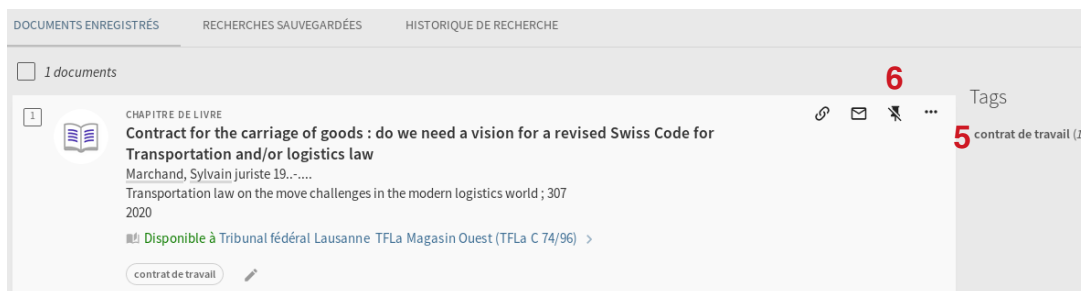 DOCUMENTS ENREGISTRÉS RECHERCHES SAUVEGARDÉES HISTORIQUE DE RECHERCHE
1 documents
6
Tags
1
CHAPITRE DE LIVRE
Contract for the carriage of goods : do we need a vision for a revised Swiss Code for
Transportation and/or logistics law
5 contrat de travail (1
Marchand, Sylvain juriste 19..-....
Transportation law on the move challenges in the modern logistics world ; 307
2020
Disponible à Tribunal fédéral Lausanne TFLa Magasin Ouest (TFLa C 74/96)
contrat de travail